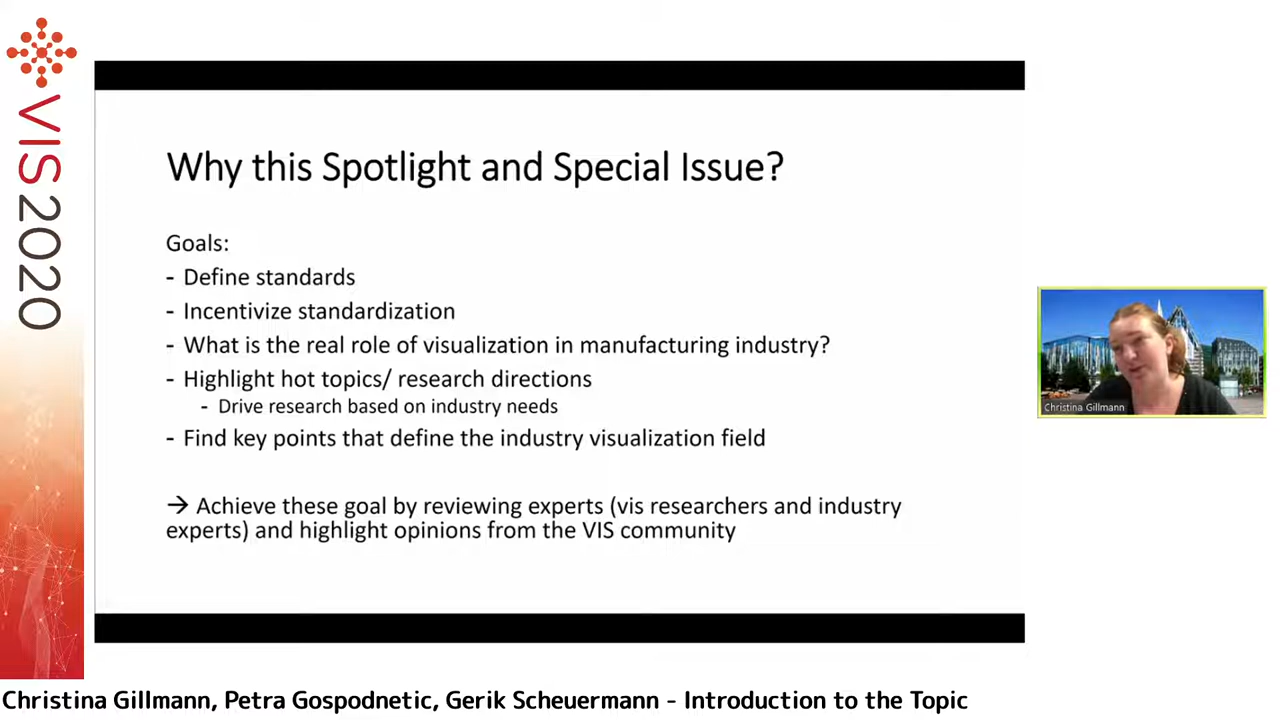 VIS2020
Why this Spotlight and Special Issue?
Goals:
- Define standards
- Incentivize standardization
- What is the real role of visualization in manufacturing industry?
- Highlight hot topics/ research directions
- Drive research based on industry needs
- Find key points that define the industry visualization field
→ Achieve these goal by reviewing experts (vis researchers and industry
experts) and highlight opinions from the VIS community
Christina Gillmann
Christina Gillmann, Petra Gospodnetic, Gerik Scheuermann - Introduction to the Topic